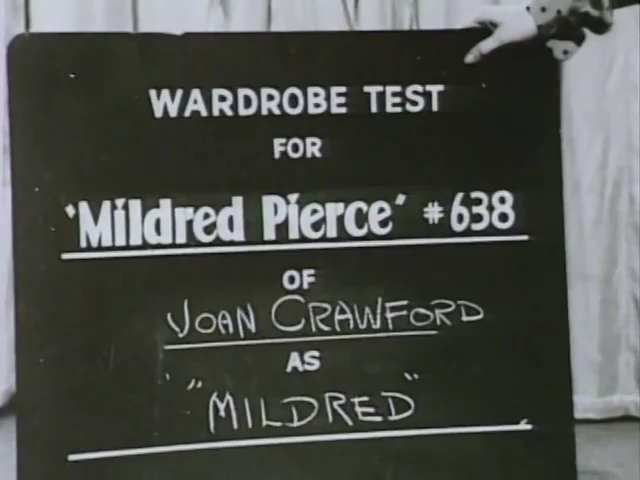 WARDROBE TEST
FOR
'Mildred Pierce' #638
OF
JOAN CRAWFORD
AS
"MILDRED"